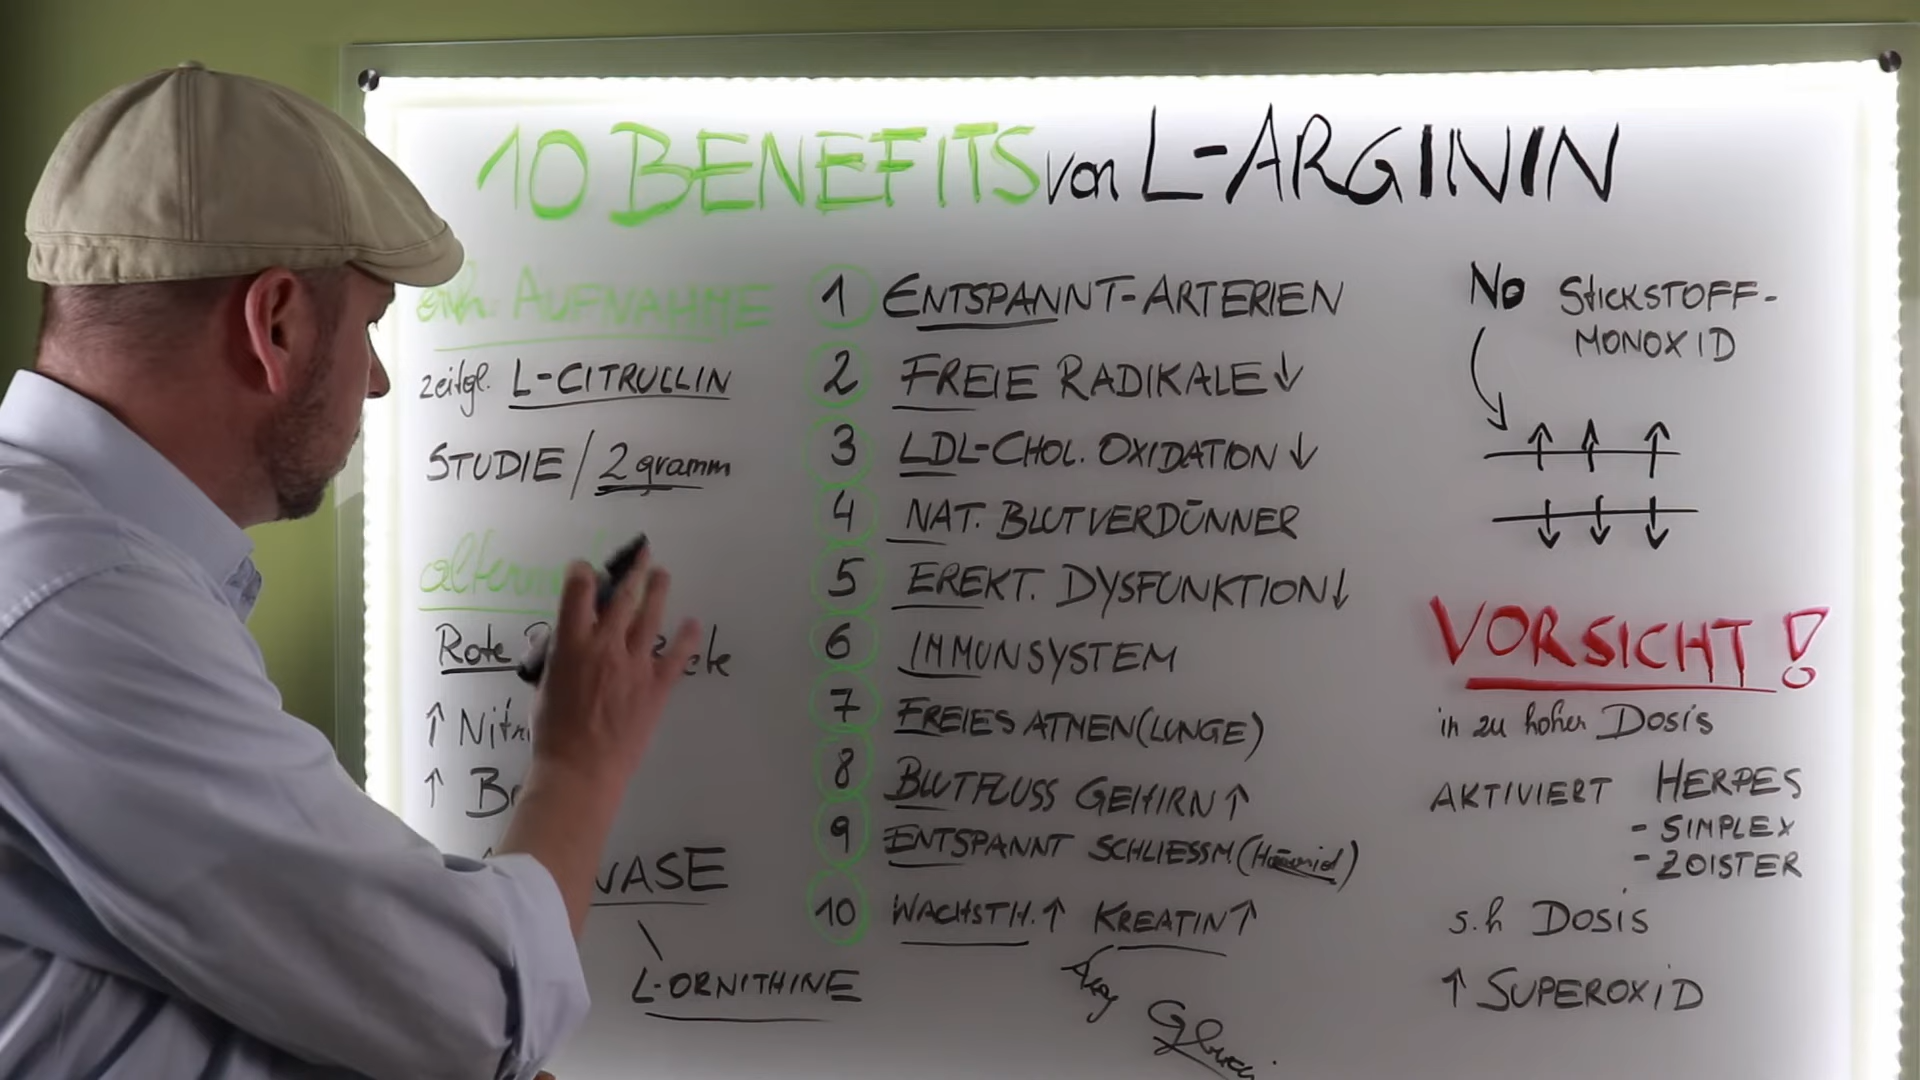 10 BENEFITS von L-ARGININ
erh. AUFNAHME
zeitgl. L-CITRULLIN
STUDIE / 2 gramm
Rote
↑
↑
L-ORNITHINE
1 ENTSPANNT-ARTERIEN
2 FREIE RADIKALE ↓
3 LDL-CHOL. OXIDATION ↓
4 NAT. BLUTVERDÜNNER
5 EREKT. DYSFUNKTION ↓
6 IMMUNSYSTEM
7 FREIES ATMEN (LUNGE)
8 BLUTFLUSS GEHIRN ↑
9 ENTSPANNT SCHLIESSM.
10 WACHSTH. ↑ KREATIN ↑
Arg
NO STICKSTOFF-
MONOXID
VORSICHT!
in zu hoher Dosis
AKTIVIERT HERPES
- SIMPLEX
- ZOISTER
s.h Dosis
↑ SUPEROXID